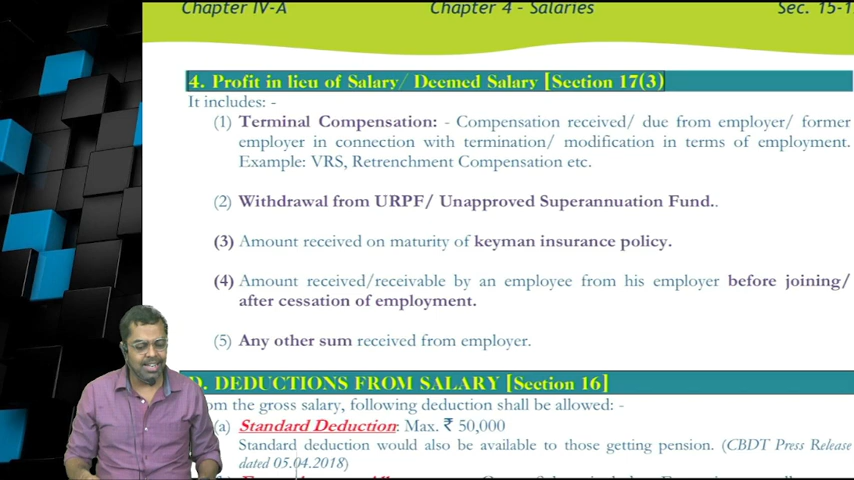 Chapter IV-A Chapter 4 – Salaries Sec. 15-1
4. Profit in lieu of Salary/ Deemed Salary [Section 17(3)
It includes: -
(1) Terminal Compensation: - Compensation received/ due from employer/ former
employer in connection with termination/ modification in terms of employment.
Example: VRS, Retrenchment Compensation etc.
(2) Withdrawal from URPF/ Unapproved Superannuation Fund..
(3) Amount received on maturity of keyman insurance policy.
(4) Amount received/receivable by an employee from his employer before joining/
after cessation of employment.
(5) Any other sum received from employer.
D. DEDUCTIONS FROM SALARY [Section 16]
om the gross salary, following deduction shall be allowed: -
(a) Standard Deduction: Max. ₹ 50,000
Standard deduction would also be available to those getting pension. (CBDT Press Release
dated 05.04.2018)